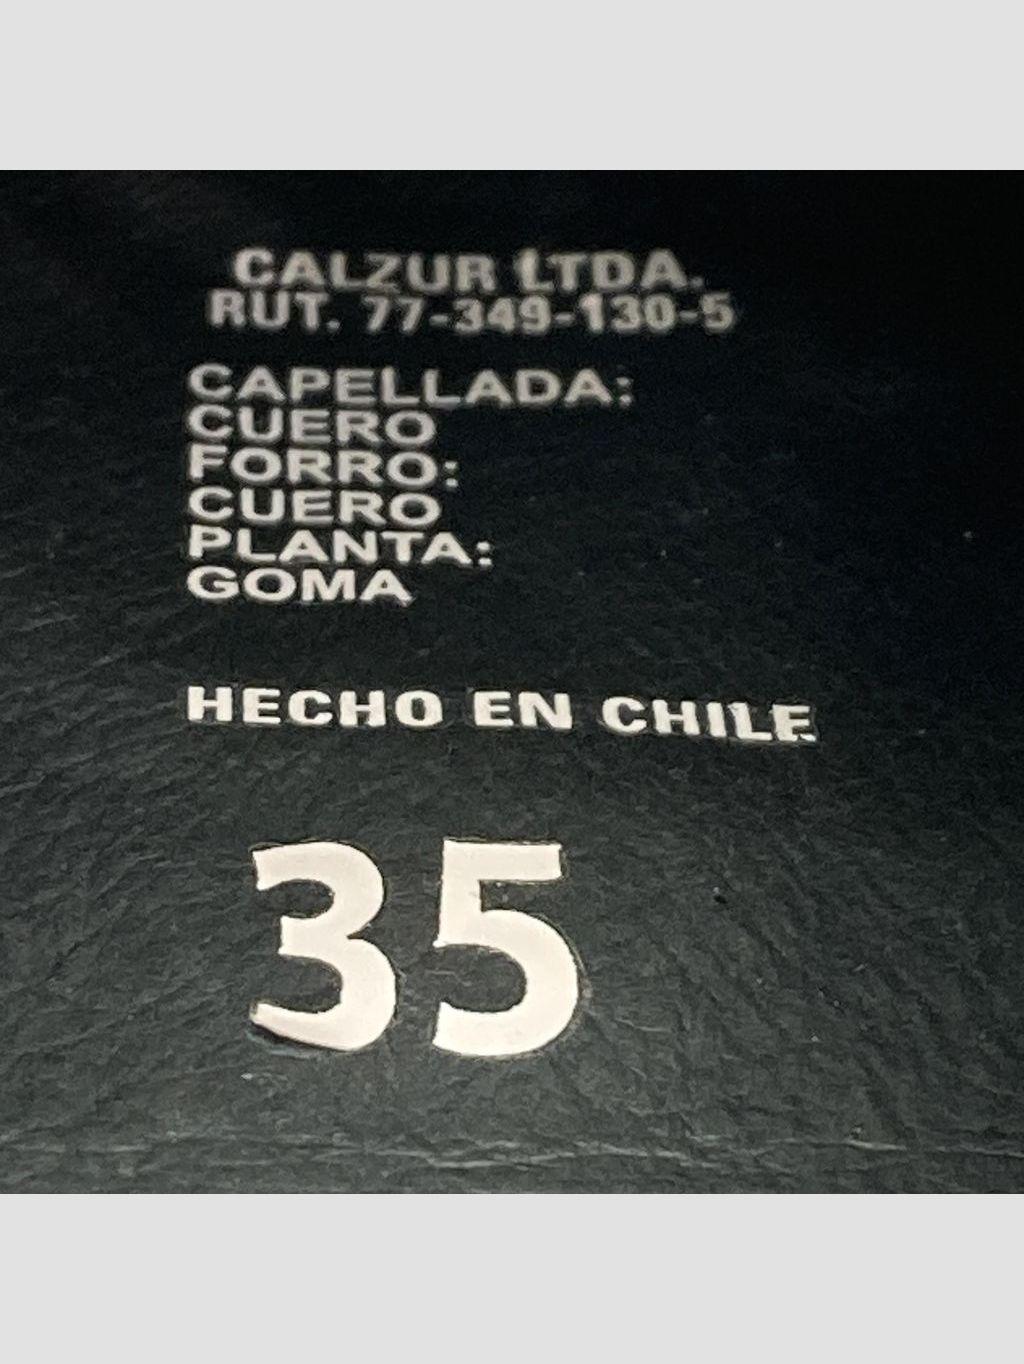 CALZUR LTDA.
RUT. 77-349-130-5
CAPELLADA:
CUERO
FORRO:
CUERO
PLANTA:
GOMA
HECHO EN CHILE
35